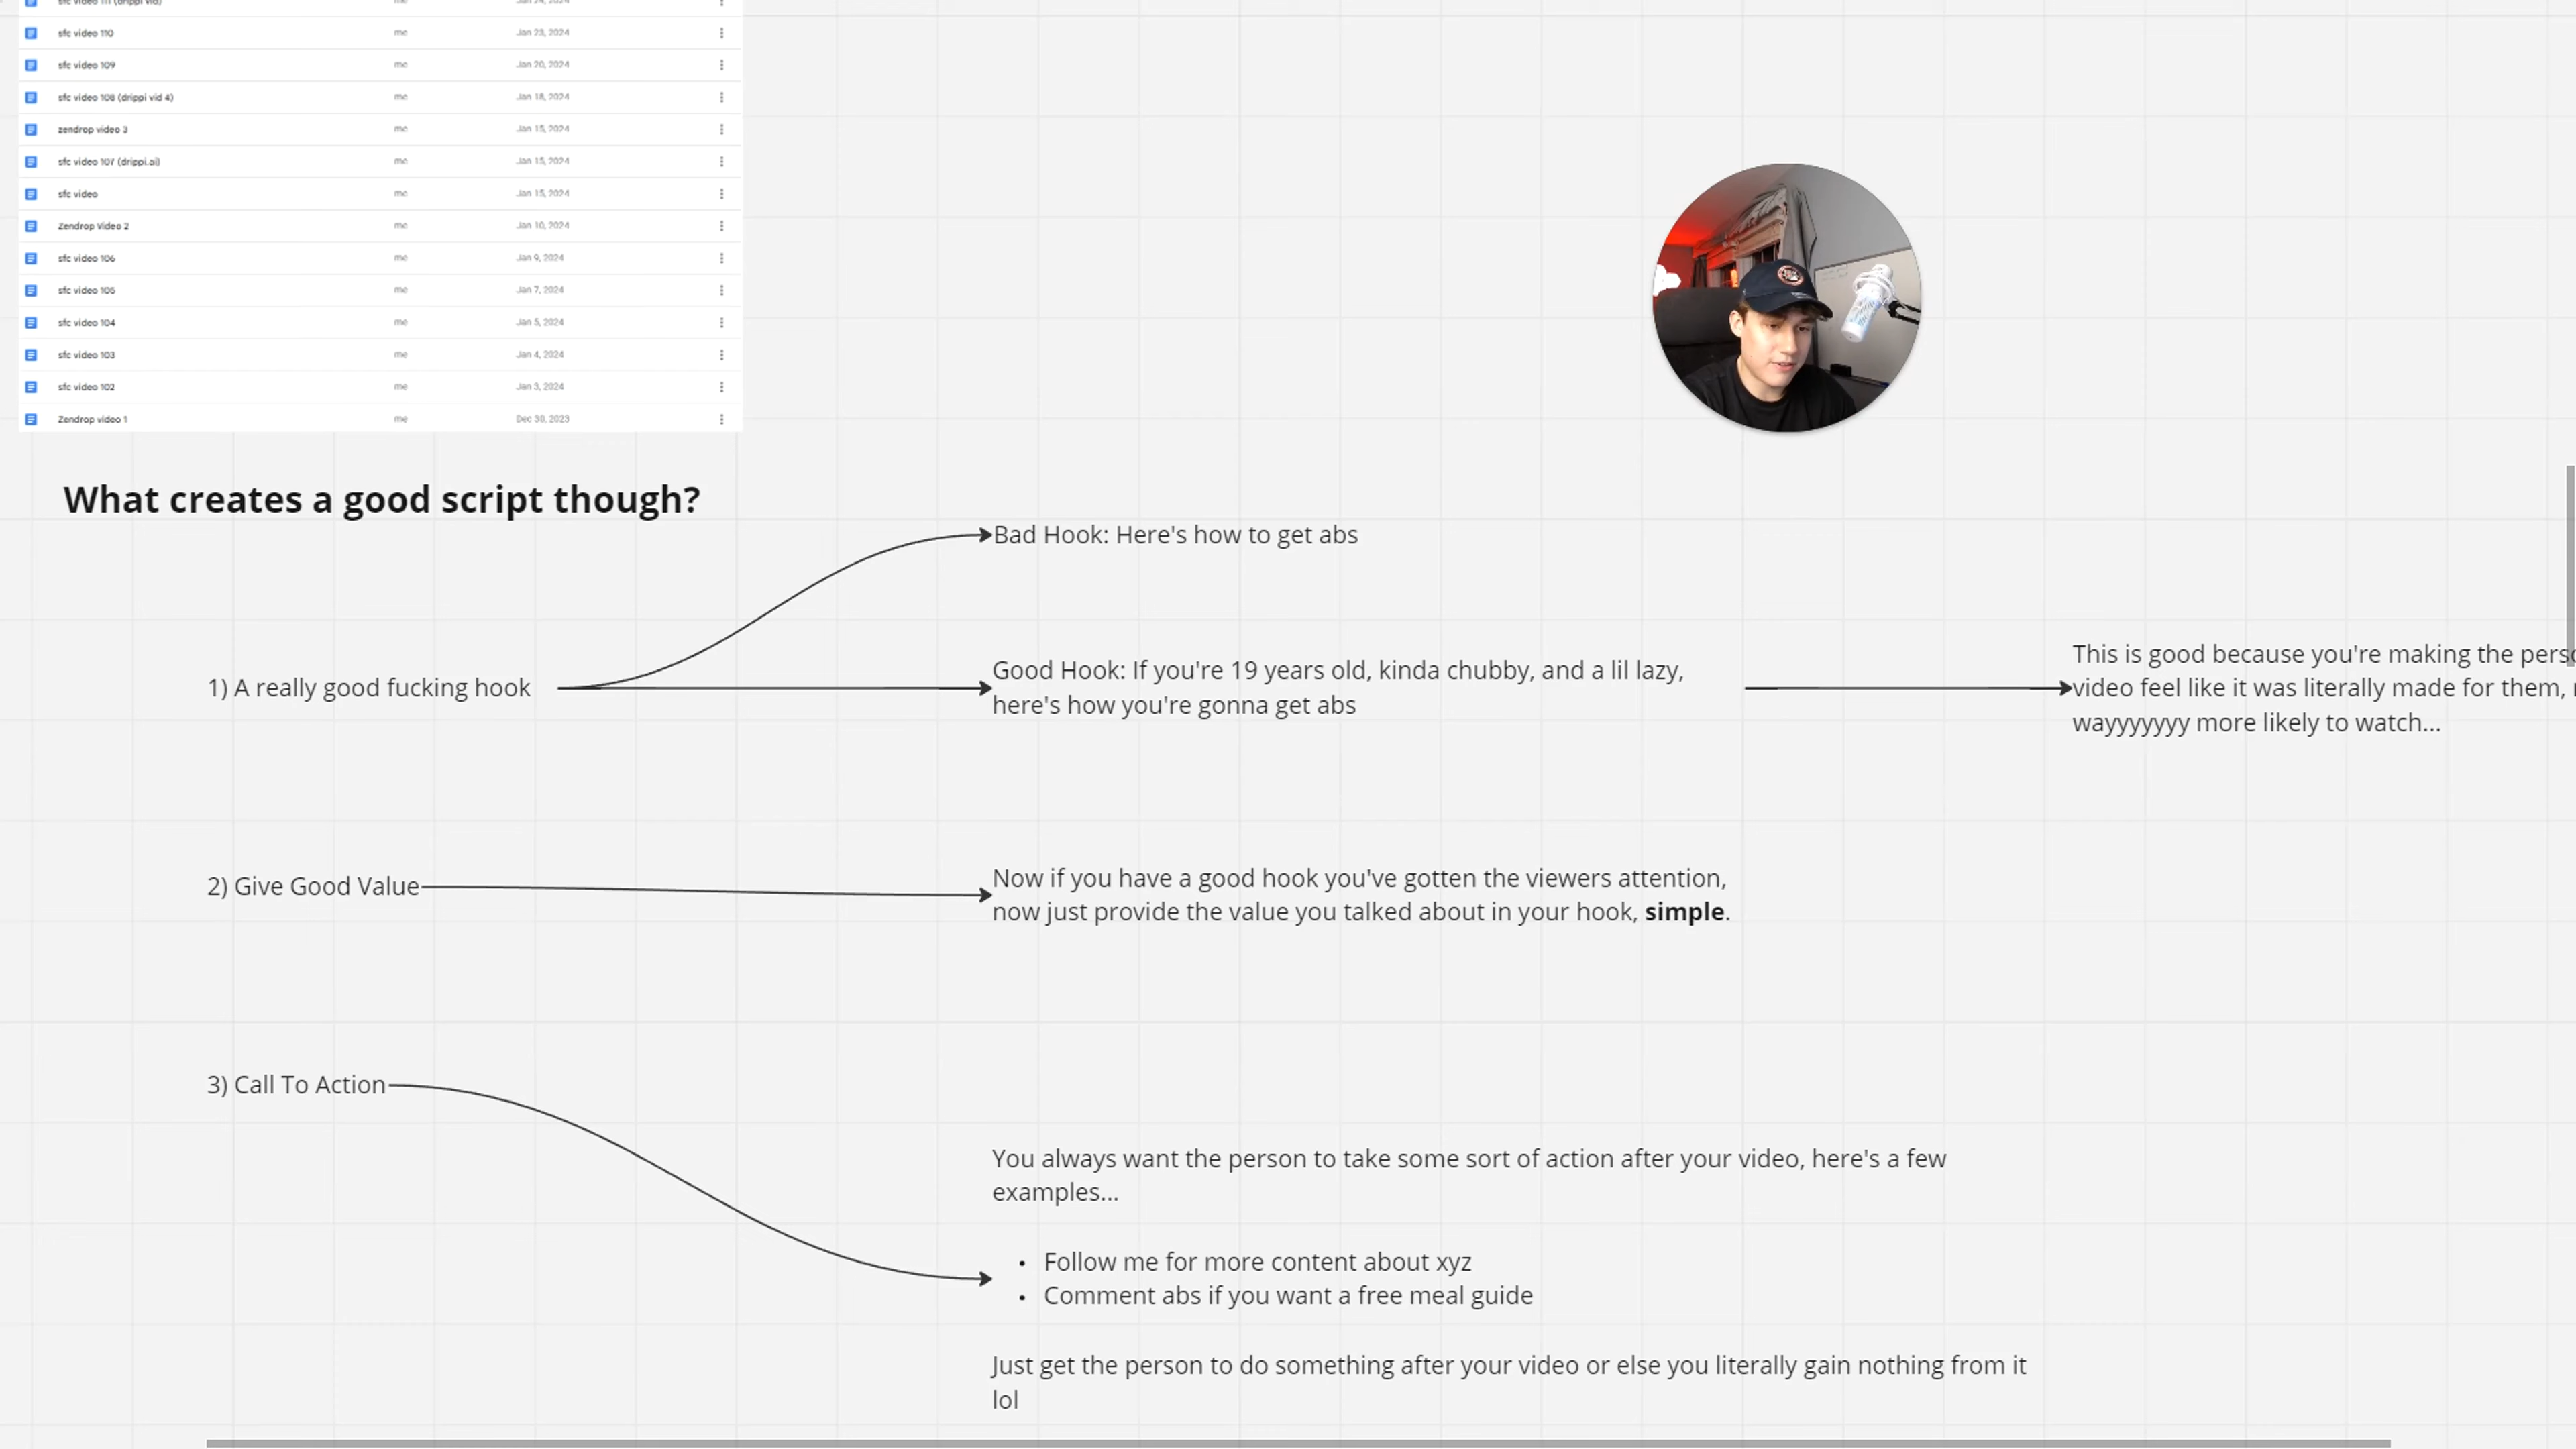 sfc video 111 (drippi vid) me Jan 24, 2024
sfc video 110 me Jan 23, 2024
sfc video 109 me Jan 20, 2024
sfc video 108 (drippi vid 4) me Jan 18, 2024
zendrop video 3 me Jan 15, 2024
sfc video 107 (drippi.ai) me Jan 15, 2024
sfc video me Jan 15, 2024
Zendrop Video 2 me Jan 10, 2024
sfc video 106 me Jan 9, 2024
sfc video 105 me Jan 7, 2024
sfc video 104 me Jan 5, 2024
sfc video 103 me Jan 4, 2024
sfc video 102 me Jan 3, 2024
Zendrop video 1 me Dec 30, 2023
What creates a good script though?
1) A really good fucking hook
Bad Hook: Here's how to get abs
Good Hook: If you're 19 years old, kinda chubby, and a lil lazy,
here's how you're gonna get abs
This is good because you're making the
video feel like it was literally made for them,
wayyyyyyy more likely to watch...
2) Give Good Value
Now if you have a good hook you've gotten the viewers attention,
now just provide the value you talked about in your hook, simple.
3) Call To Action
You always want the person to take some sort of action after your video, here's a few
examples...
• Follow me for more content about xyz
• Comment abs if you want a free meal guide
Just get the person to do something after your video or else you literally gain nothing from it
lol